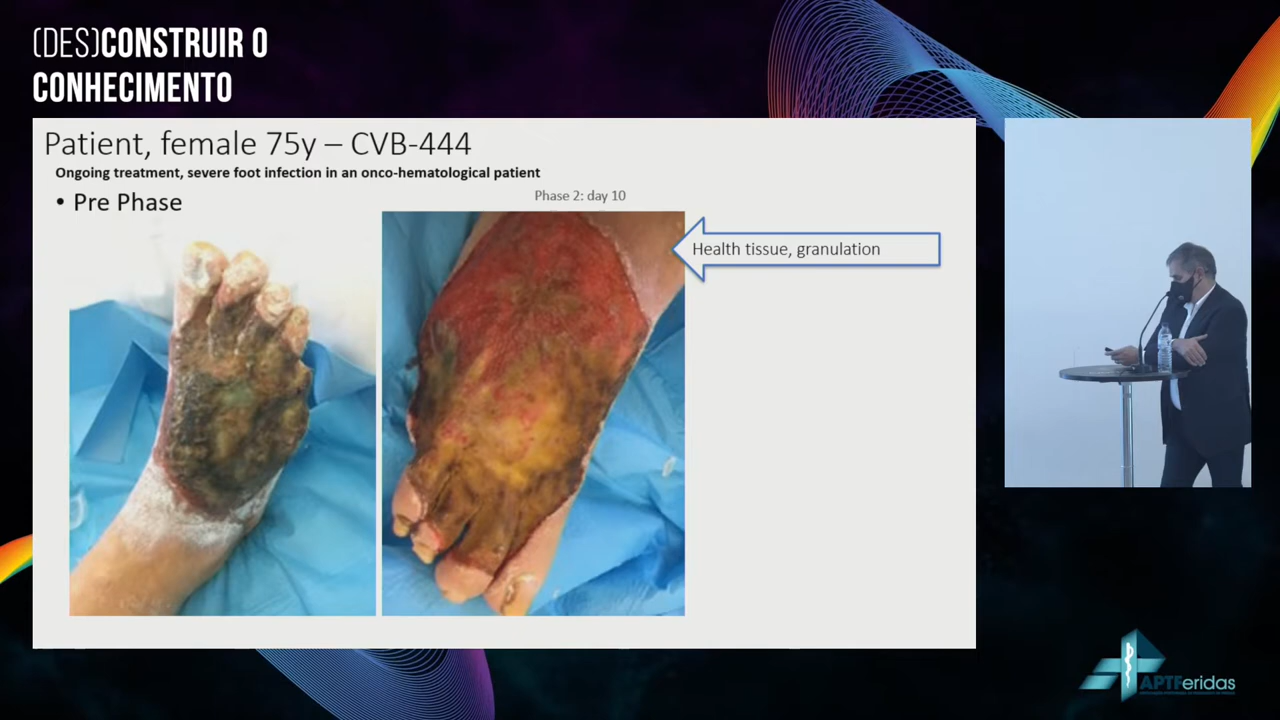 (DES)CONSTRUIR O
CONHECIMENTO
Patient, female 75y – CVB-444
Ongoing treatment, severe foot infection in an onco-hematological patient
• Pre Phase
Phase 2: day 10
Health tissue, granulation
APTFeridas